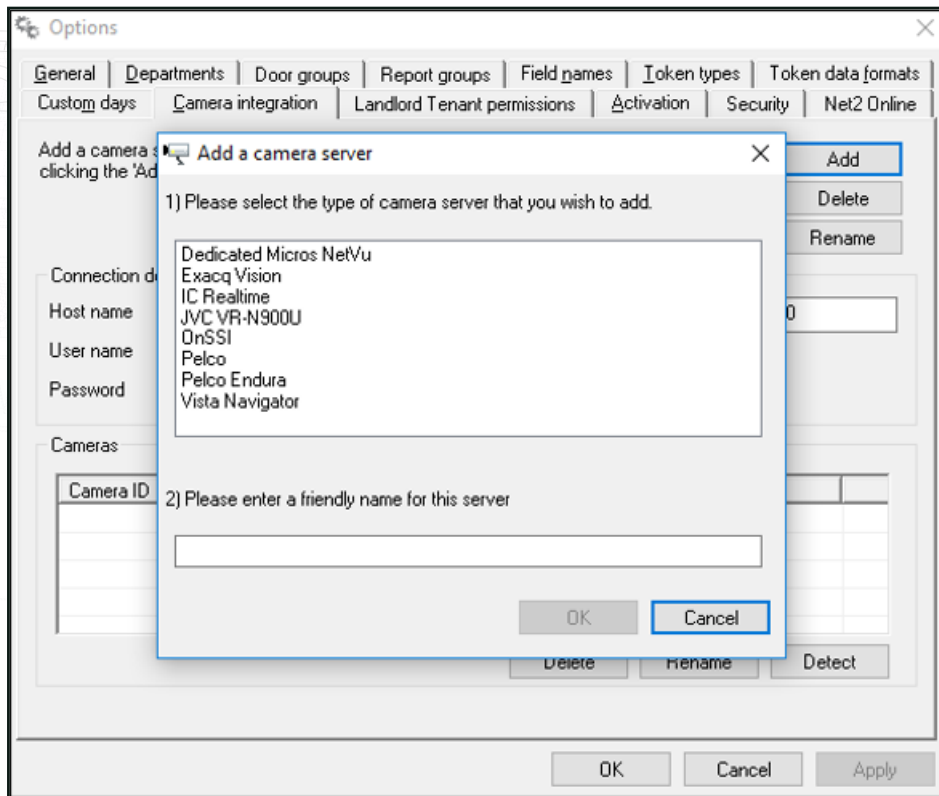 Options
General Departments Door groups Report groups Field names Token types Token data formats
Custom days Camera integration Landlord Tenant permissions Activation Security Net2 Online
Add a camera
clicking the 'Ad
Add
Delete
Rename
Connection
Host name
0
User name
Password
Cameras
Camera ID
Add a camera server
1) Please select the type of camera server that you wish to add.
Dedicated Micros NetVu
Exacq Vision
IC Realtime
JVC VR-N900U
OnSSI
Pelco
Pelco Endura
Vista Navigator
2) Please enter a friendly name for this server
OK Cancel
Delete Rename Detect
OK Cancel Apply